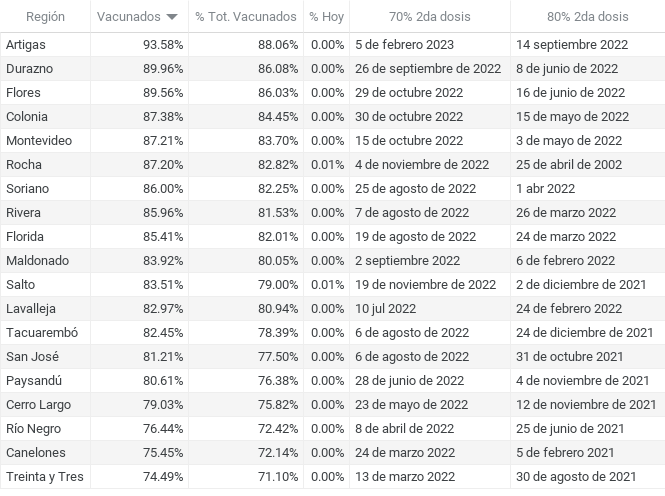 Región Vacunados % Tot. Vacunados % Hoy 70% 2da dosis 80% 2da dosis
Artigas 93.58% 88.06% 0.00% 5 de febrero 2023 14 septiembre 2022
Durazno 89.96% 86.08% 0.00% 26 de septiembre de 2022 8 de junio de 2022
Flores 89.56% 86.03% 0.00% 29 de octubre 2022 16 de junio de 2022
Colonia 87.38% 84.45% 0.00% 30 de octubre 2022 15 de mayo de 2022
Montevideo 87.21% 83.70% 0.00% 15 de octubre 2022 3 de mayo de 2022
Rocha 87.20% 82.82% 0.01% 4 de noviembre de 2022 25 de abril de 2002
Soriano 86.00% 82.25% 0.00% 25 de agosto de 2022 1 abr 2022
Rivera 85.96% 81.53% 0.00% 7 de agosto de 2022 26 de marzo 2022
Florida 85.41% 82.01% 0.00% 19 de agosto de 2022 24 de marzo 2022
Maldonado 83.92% 80.05% 0.00% 2 septiembre 2022 6 de febrero 2022
Salto 83.51% 79.00% 0.01% 19 de noviembre de 2022 2 de diciembre de 2021
Lavalleja 82.97% 80.94% 0.00% 10 jul 2022 24 de febrero 2022
Tacuarembó 82.45% 78.39% 0.00% 6 de agosto de 2022 24 de diciembre de 2021
San José 81.21% 77.50% 0.00% 6 de agosto de 2022 31 de octubre 2021
Paysandú 80.61% 76.38% 0.00% 28 de junio de 2022 4 de noviembre de 2021
Cerro Largo 79.03% 75.82% 0.00% 23 de mayo de 2022 12 de noviembre de 2021
Río Negro 76.44% 72.42% 0.00% 8 de abril de 2022 25 de junio de 2021
Canelones 75.45% 72.14% 0.00% 24 de marzo 2022 5 de febrero 2021
Treinta y Tres 74.49% 71.10% 0.00% 13 de marzo 2022 30 de agosto de 2021